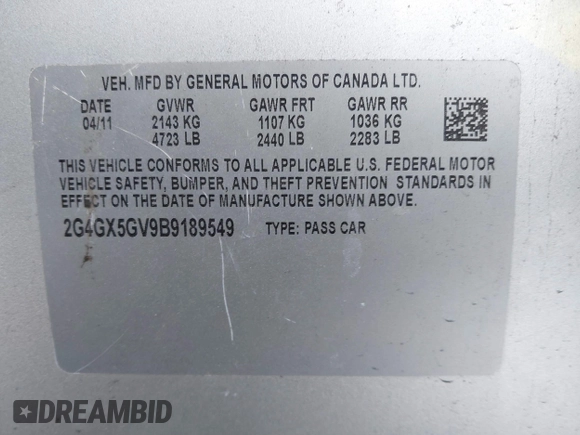 VEH. MFD BY GENERAL MOTORS OF CANADA LTD.
DATE GVWR GAWR FRT GAWR RR
04/11 2143 KG 1107 KG 1036 KG
4723 LB 2440 LB 2283 LB
THIS VEHICLE CONFORMS TO ALL APPLICABLE U.S. FEDERAL MOTOR
VEHICLE SAFETY, BUMPER, AND THEFT PREVENTION STANDARDS IN
EFFECT ON THE DATE OF MANUFACTURE SHOWN ABOVE.
2G4GX5GV9B9189549 TYPE: PASS CAR
DREAMBID